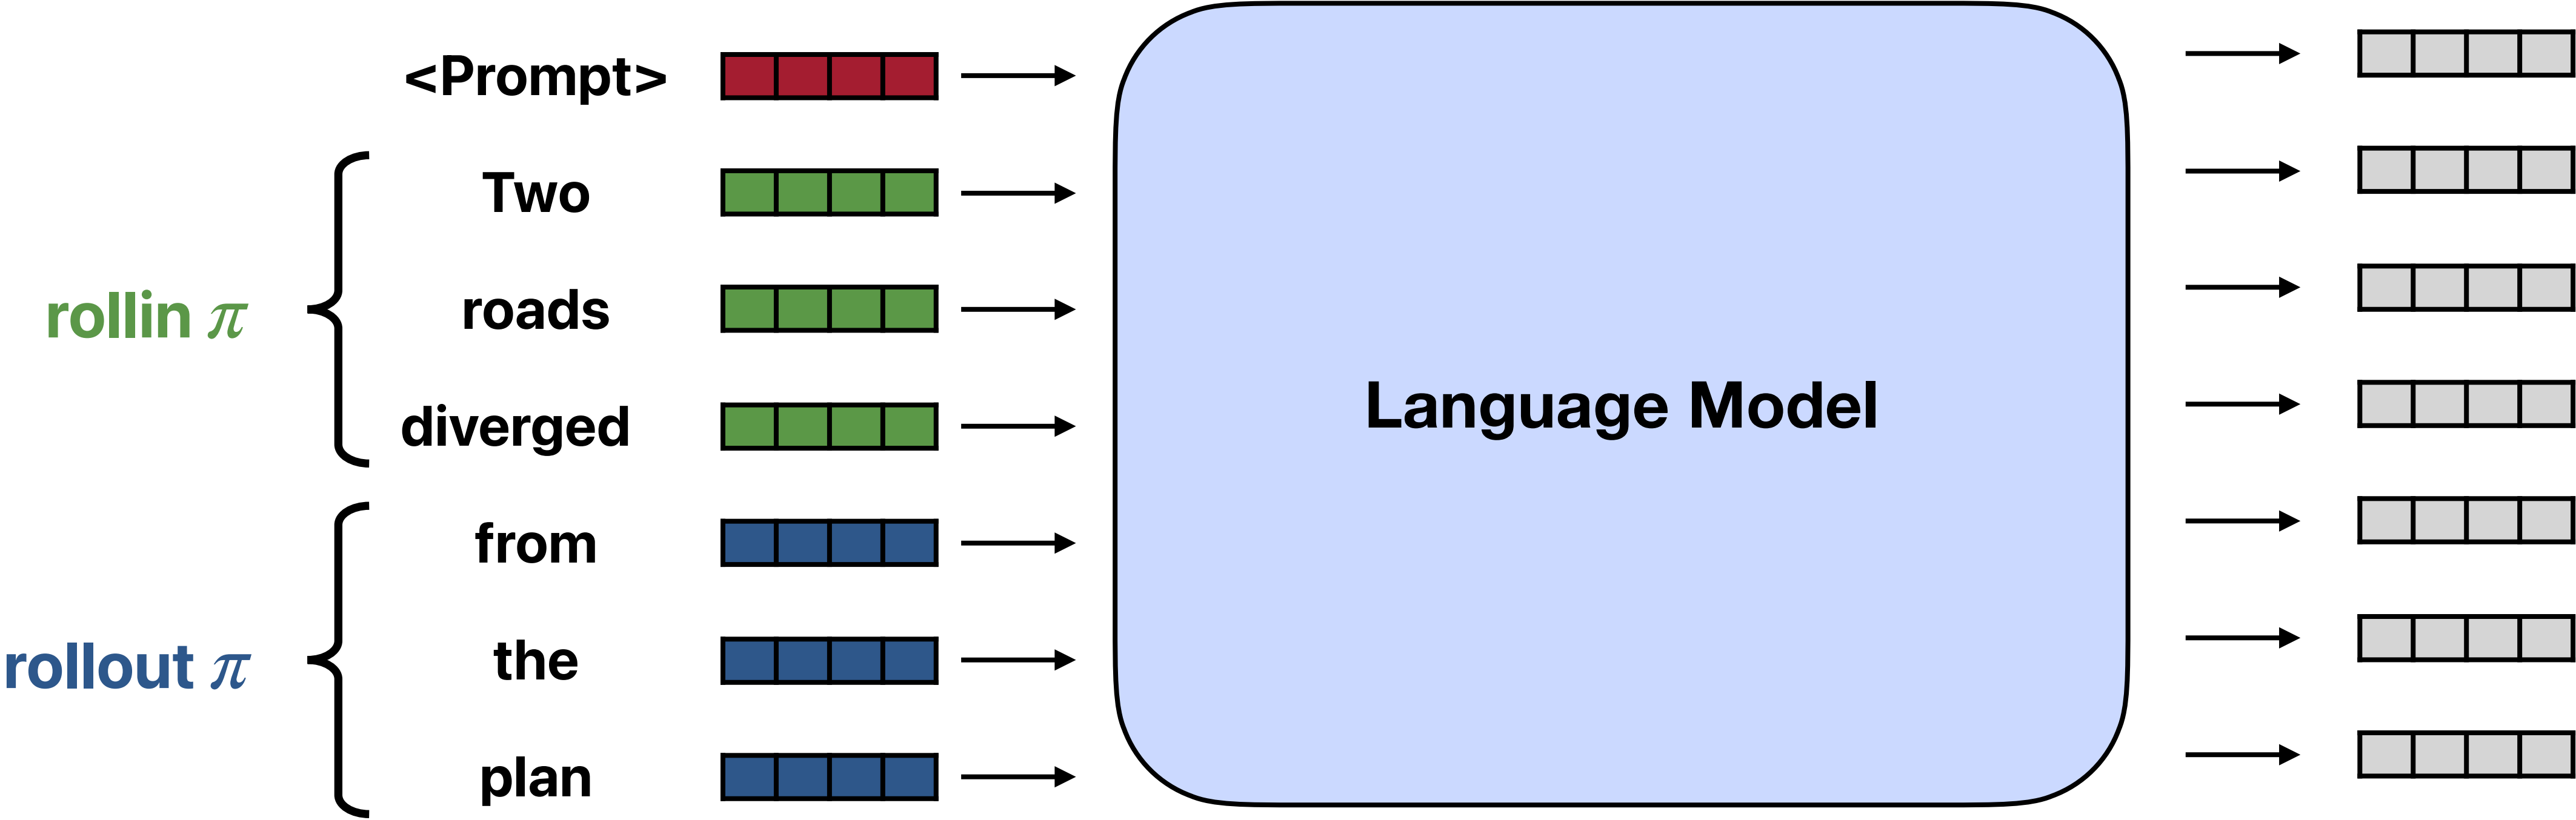 <Prompt>
Two
roads
diverged
rollin π
from
the
plan
rollout π
Language Model